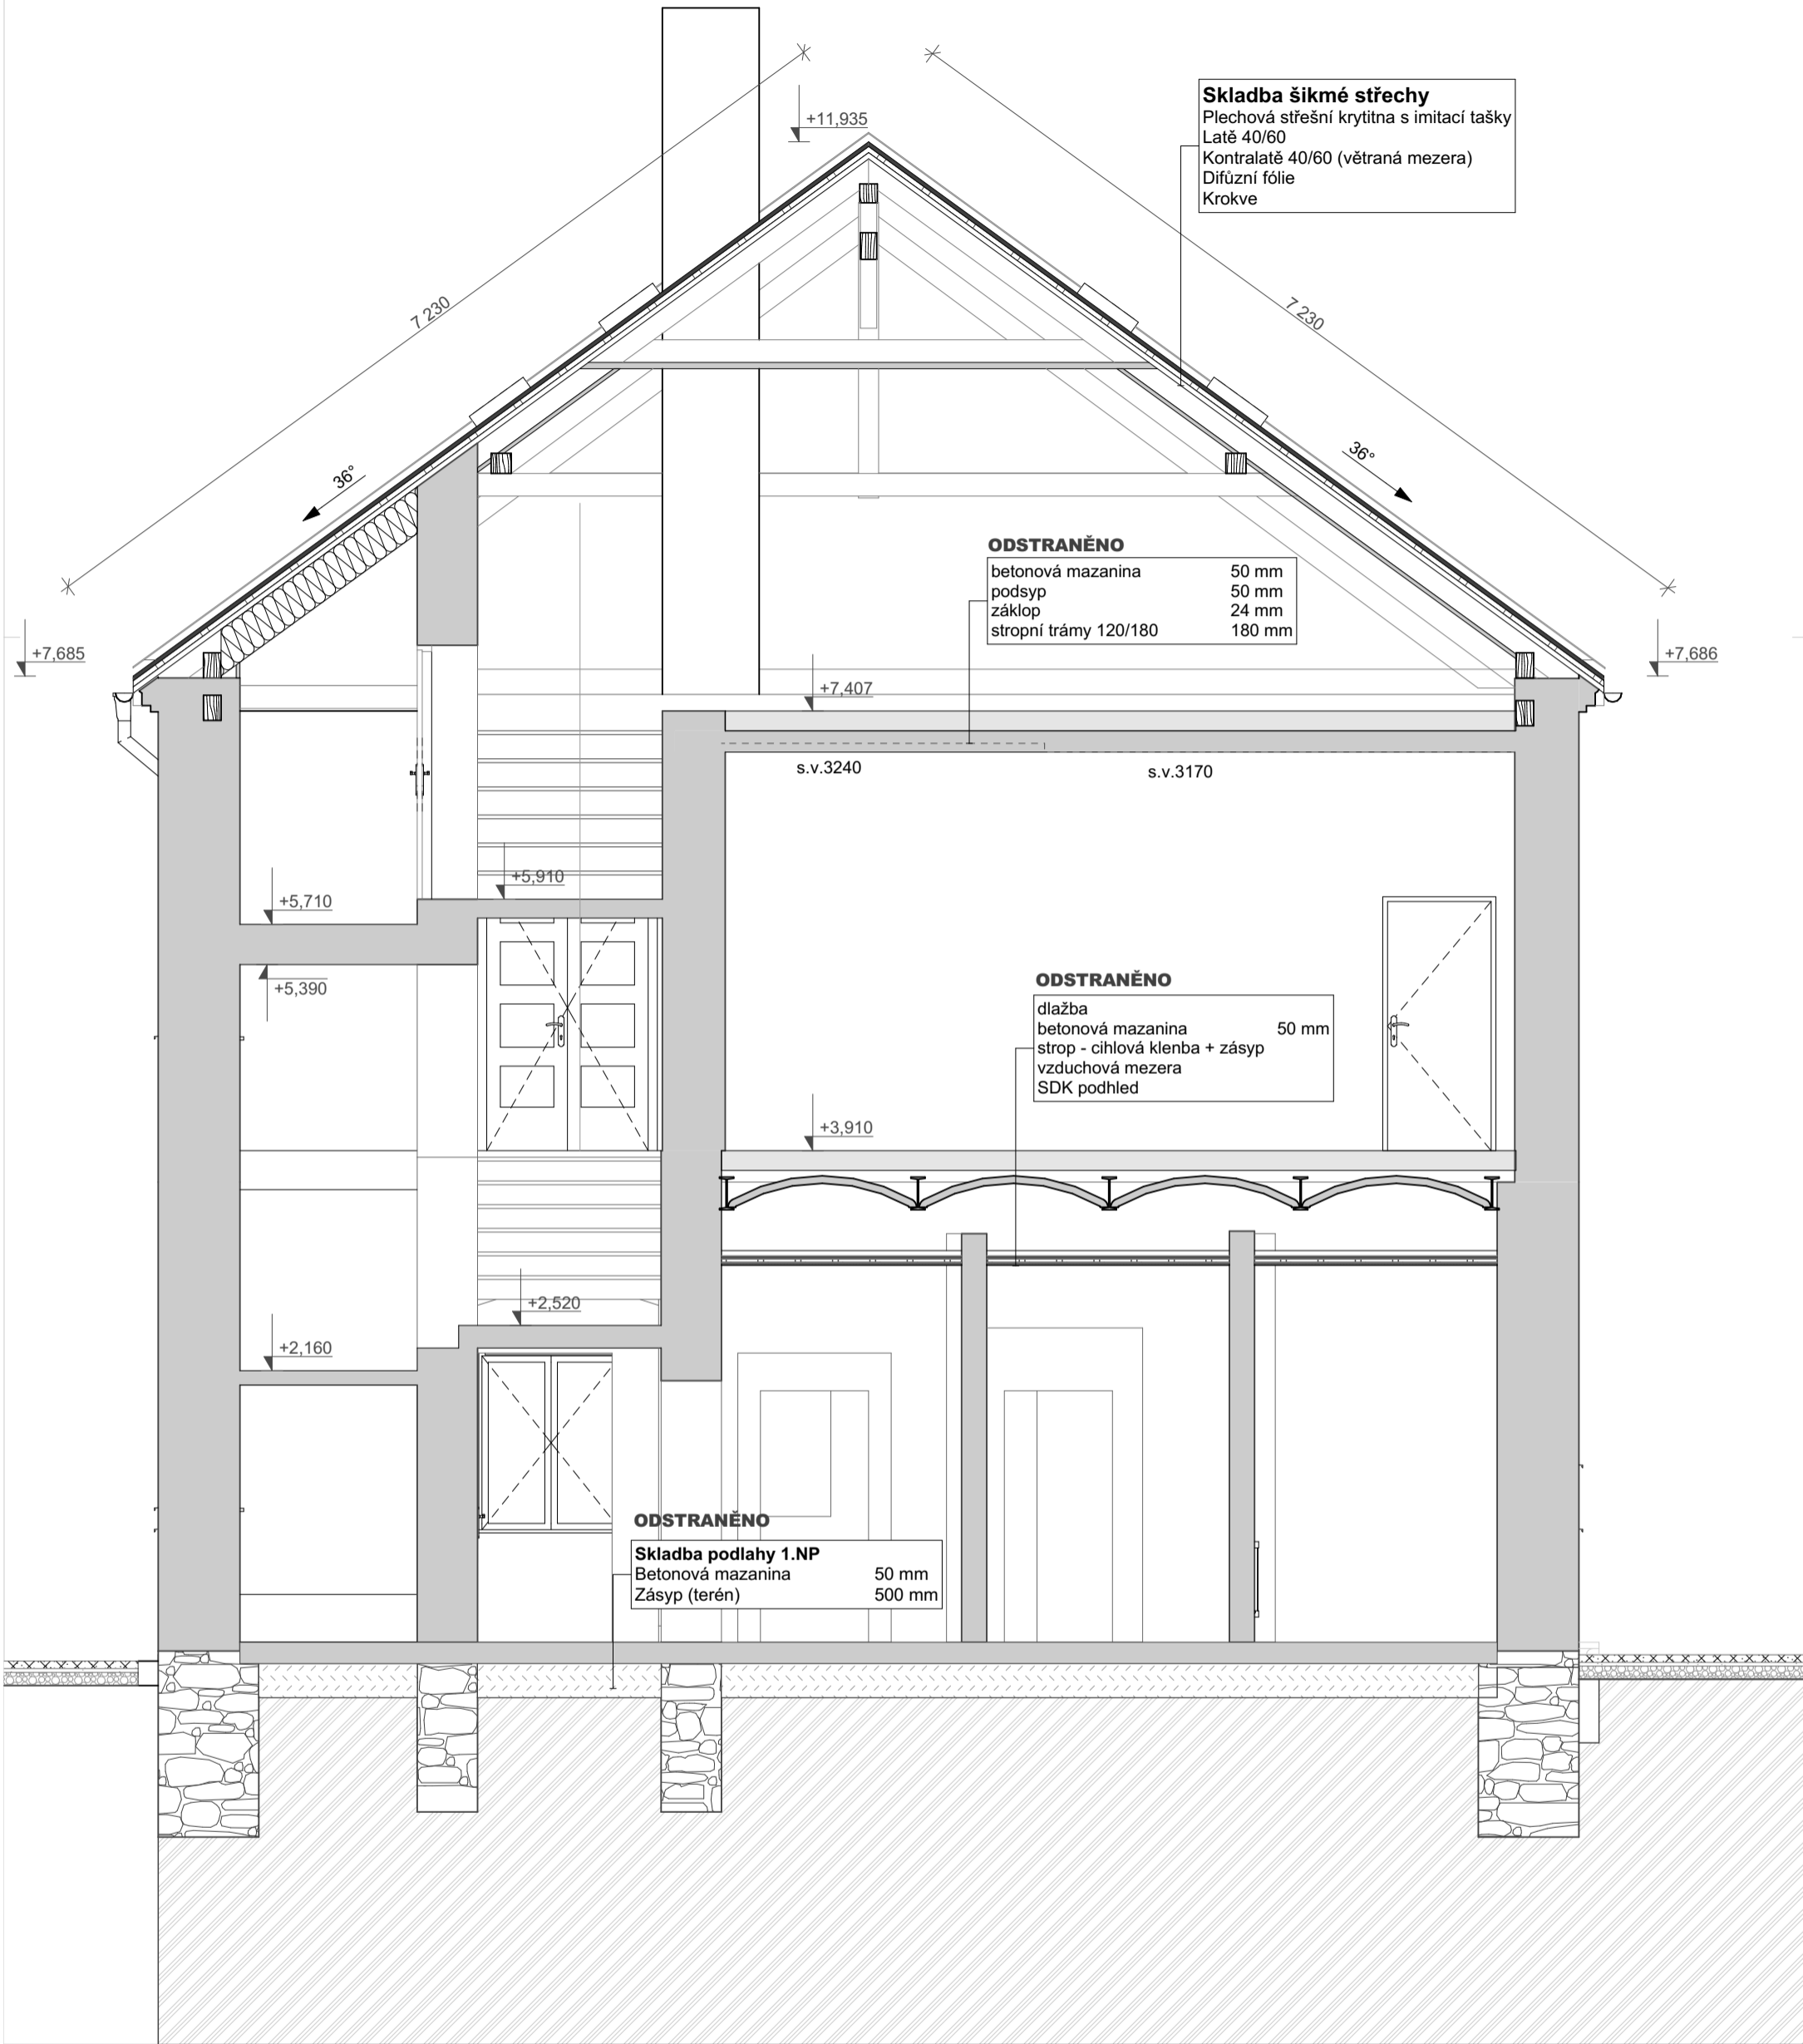 +11,935
Skladba šikmé střechy
Plechová střešní krytitna s imitací tašky
Latě 40/60
Kontralatě 40/60 (větraná mezera)
Difůzní fólie
Krokve
7 230
7 230
36°
36°
ODSTRANĚNO
betonová mazanina 50 mm
podsyp 50 mm
záklop 24 mm
stropní trámy 120/180 180 mm
+7,685
+7,686
+7,407
s.v.3240
s.v.3170
+5,910
+5,710
+5,390
ODSTRANĚNO
dlažba
betonová mazanina 50 mm
strop - cihlová klenba + zásyp
vzduchová mezera
SDK podhled
+3,910
+2,520
+2,160
ODSTRANĚNO
Skladba podlahy 1.NP
Betonová mazanina 50 mm
Zásyp (terén) 500 mm